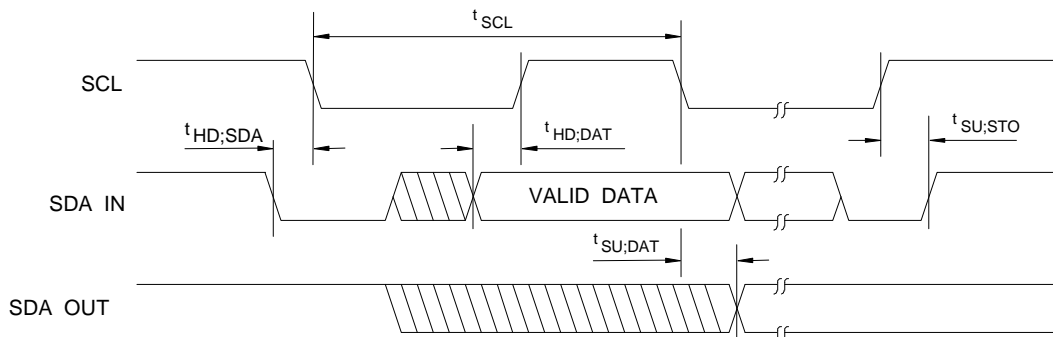 t SCL
SCL
t HD;SDA
t HD;DAT
t SU;STO
SDA IN
VALID DATA
t SU;DAT
SDA OUT